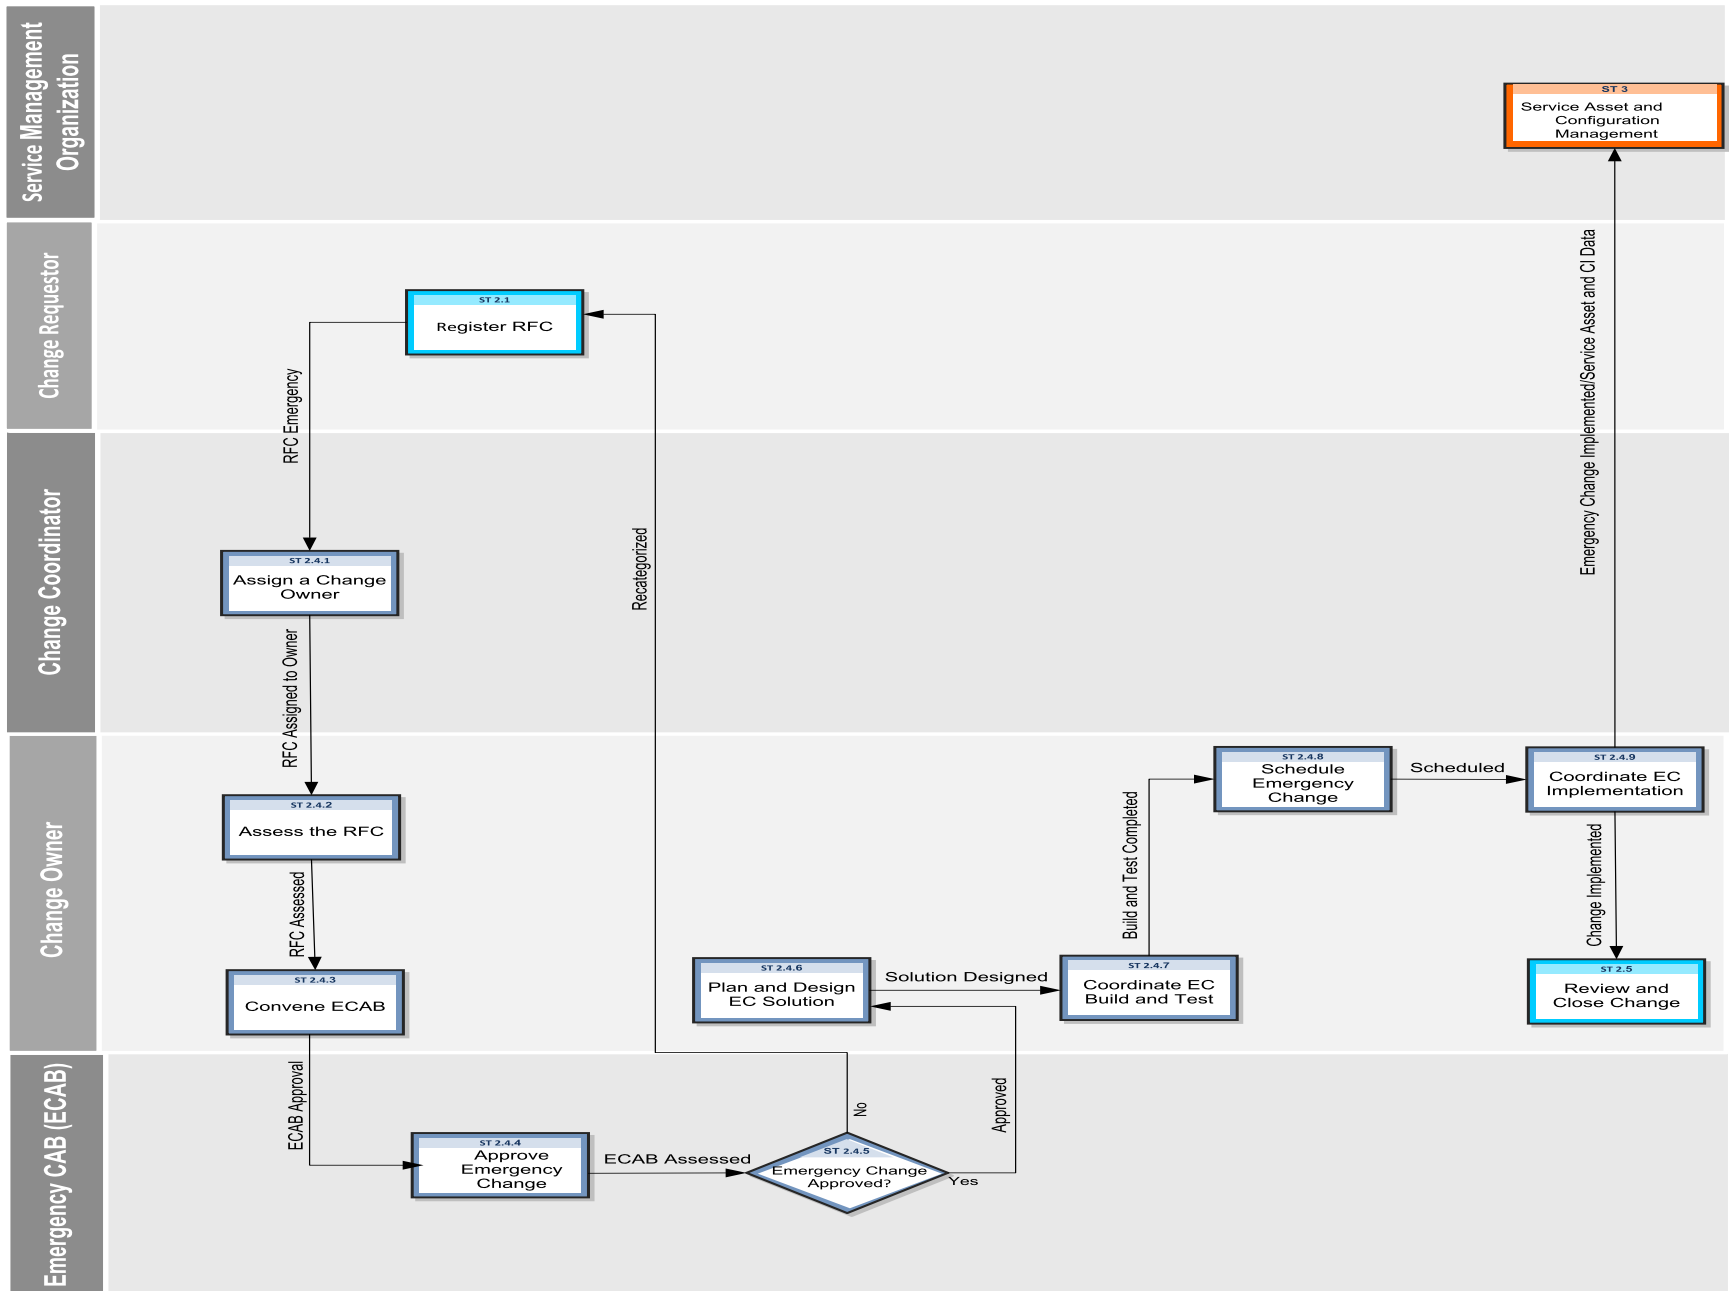 Service Management
Organization
ST 3
Service Asset and
Configuration
Management
Change Requestor
ST 2.1
Register RFC
RFC Emergency
Emergency Change Implemented/Service Asset and CI Data
Change Coordinator
ST 2.4.1
Assign a Change
Owner
Recategorized
RFC Assigned to Owner
Change Owner
ST 2.4.2
Assess the RFC
RFC Assessed
ST 2.4.3
Convene ECAB
ST 2.4.6
Plan and Design
EC Solution
Solution Designed
ST 2.4.7
Coordinate EC
Build and Test
Build and Test Completed
ST 2.4.8
Schedule
Emergency
Change
Scheduled
ST 2.4.9
Coordinate EC
Implementation
Change Implemented
ST 2.5
Review and
Close Change
Emergency CAB (ECAB)
ECAB Approval
ST 2.4.4
Approve
Emergency
Change
ECAB Assessed
ST 2.4.5
Emergency Change
Approved?
No
Yes
Approved